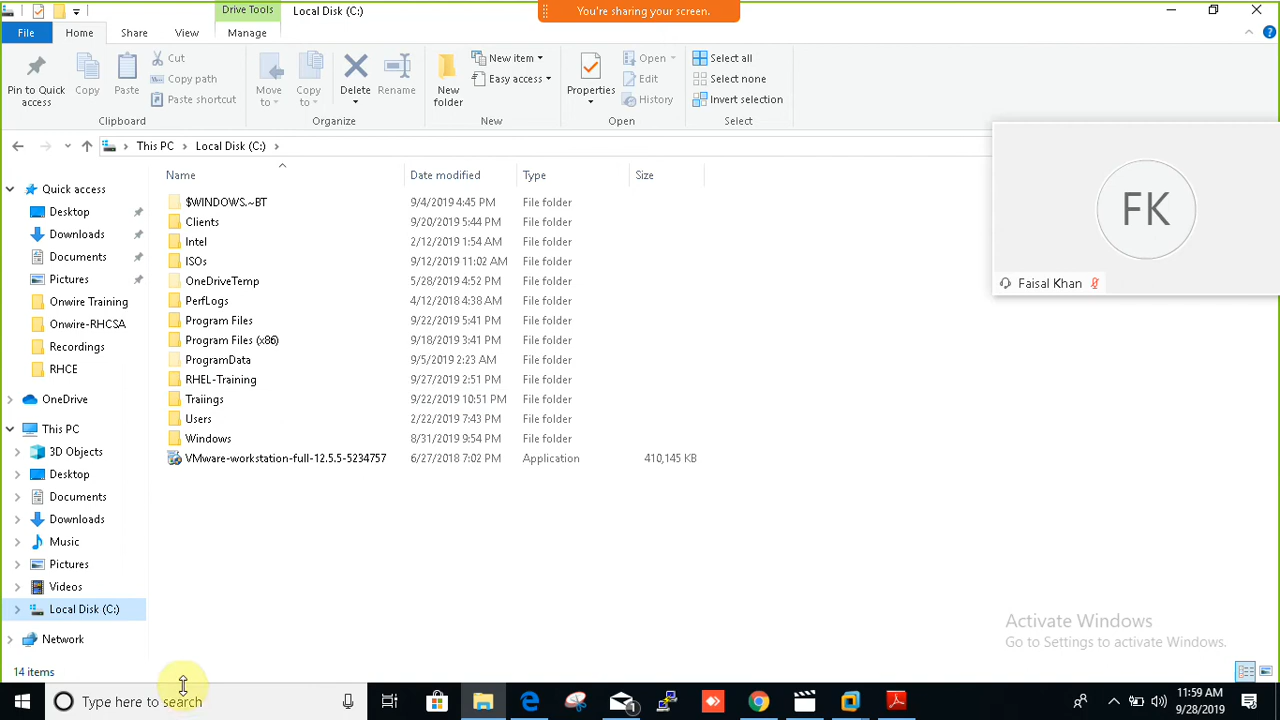 Drive Tools
Local Disk (C:)
You're sharing your screen.
File
Home
Share
View
Manage
Pin to Quick access
Copy
Paste
Cut
Copy path
Paste shortcut
Clipboard
Move to
Copy to
Delete
Rename
Organize
New folder
New item
Easy access
New
Properties
Open
Edit
History
Open
Select all
Select none
Invert selection
Select
This PC
Local Disk (C:)
Name Date modified Type Size
$WINDOWS.~BT 9/4/2019 4:45 PM File folder
Clients 9/20/2019 5:44 PM File folder
Intel 2/12/2019 1:54 AM File folder
ISOs 9/12/2019 11:02 AM File folder
OneDriveTemp 5/28/2019 4:52 PM File folder
PerfLogs 4/12/2018 4:38 AM File folder
Program Files 9/22/2019 5:41 PM File folder
Program Files (x86) 9/18/2019 3:41 PM File folder
ProgramData 9/5/2019 2:23 AM File folder
RHEL-Training 9/27/2019 2:51 PM File folder
Traiings 9/22/2019 10:51 PM File folder
Users 2/22/2019 7:43 PM File folder
Windows 8/31/2019 9:54 PM File folder
VMware-workstation-full-12.5.5-5234757 6/27/2018 7:02 PM Application 410,145 KB
Quick access
Desktop
Downloads
Documents
Pictures
Onwire Training
Onwire-RHCSA
Recordings
RHCE
OneDrive
This PC
3D Objects
Desktop
Documents
Downloads
Music
Pictures
Videos
Local Disk (C:)
Network
14 items
FK
Faisal Khan
Activate Windows
Go to Settings to activate Windows.
Type here to search
1
11:59 AM
9/28/2019